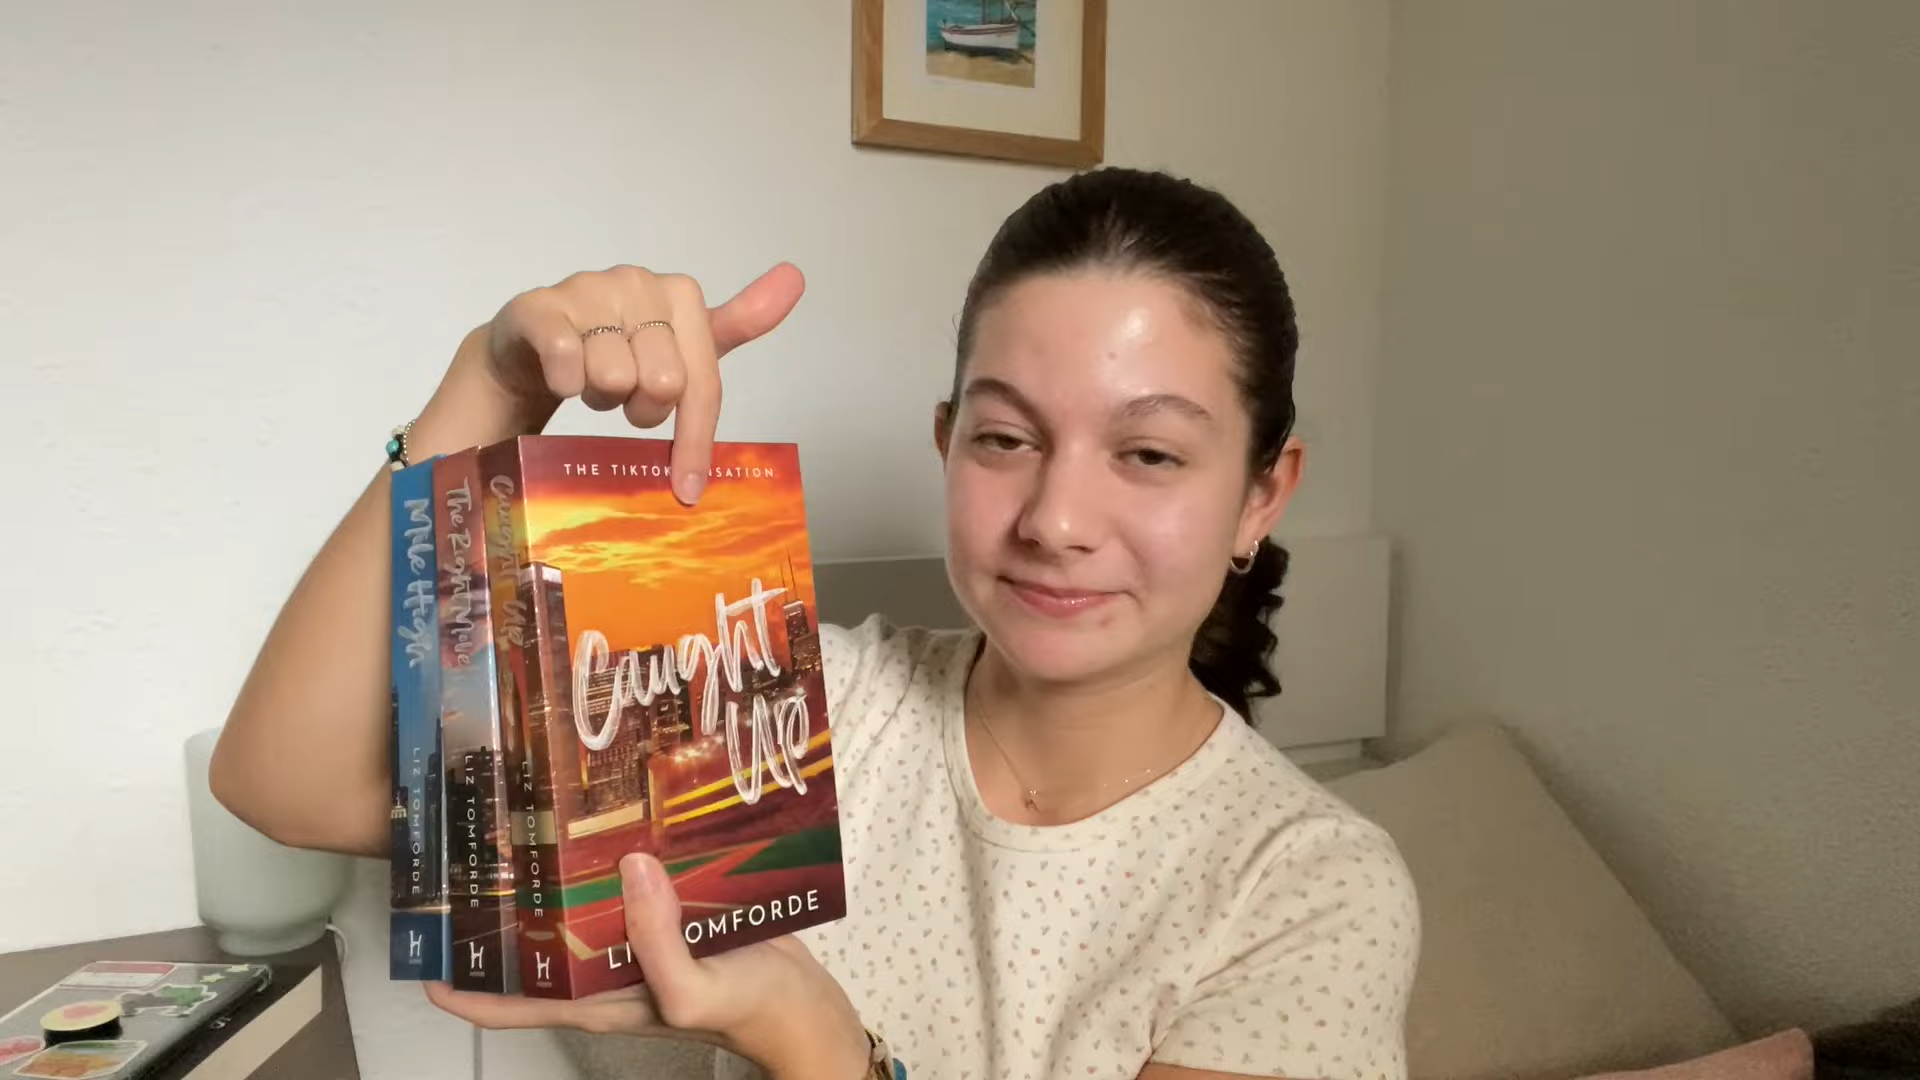 Mile High
LIZ TOMFORDE
H
The Right Move
LIZ TOMFORDE
H
Caught Up
LIZ TOMFORDE
H
THE TIKTOK NSATION
Caught
Up
LI OMFORDE